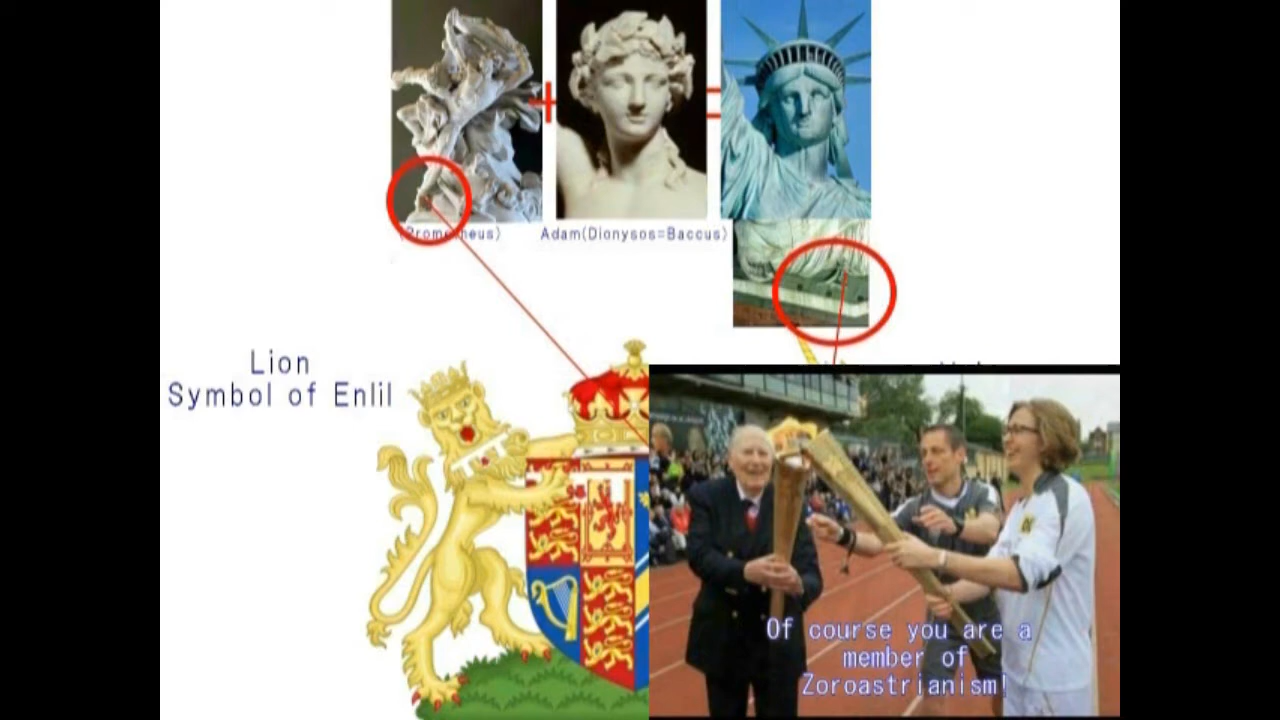 (Prometheus)
Adam(Dionysos=Baccus)
Lion
Symbol of Enlil
Of course you are a
member of
Zoroastrianism!